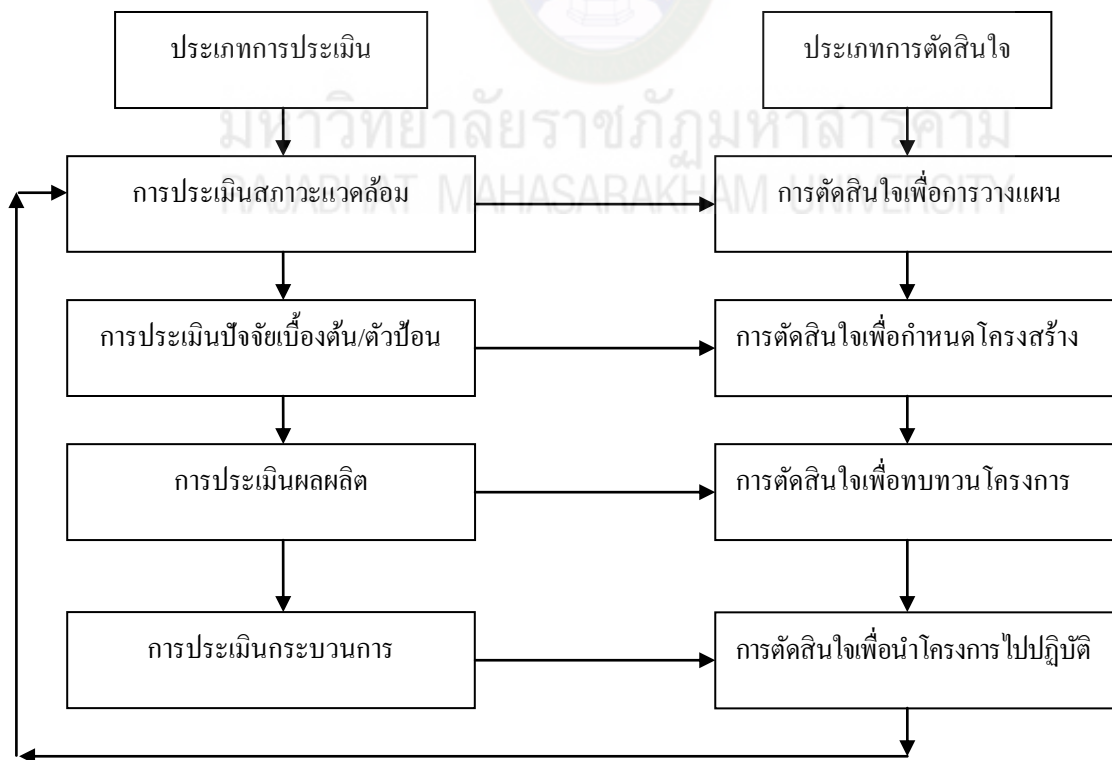 ประเภทการประเมิน
ประเภทการตัดสินใจ
มหาวิทยาลัยราชภัฏมหาสารคาม
RAJABHAT MAHASARAKHAM UNIVERSITY
การประเมินสภาวะแวดล้อม
การตัดสินใจเพื่อการวางแผน
การประเมินปัจจัยเบื้องต้น/ตัวป้อน
การตัดสินใจเพื่อกำหนดโครงสร้าง
การประเมินผลผลิต
การตัดสินใจเพื่อทบทวนโครงการ
การประเมินกระบวนการ
การตัดสินใจเพื่อนำโครงการไปปฏิบัติ